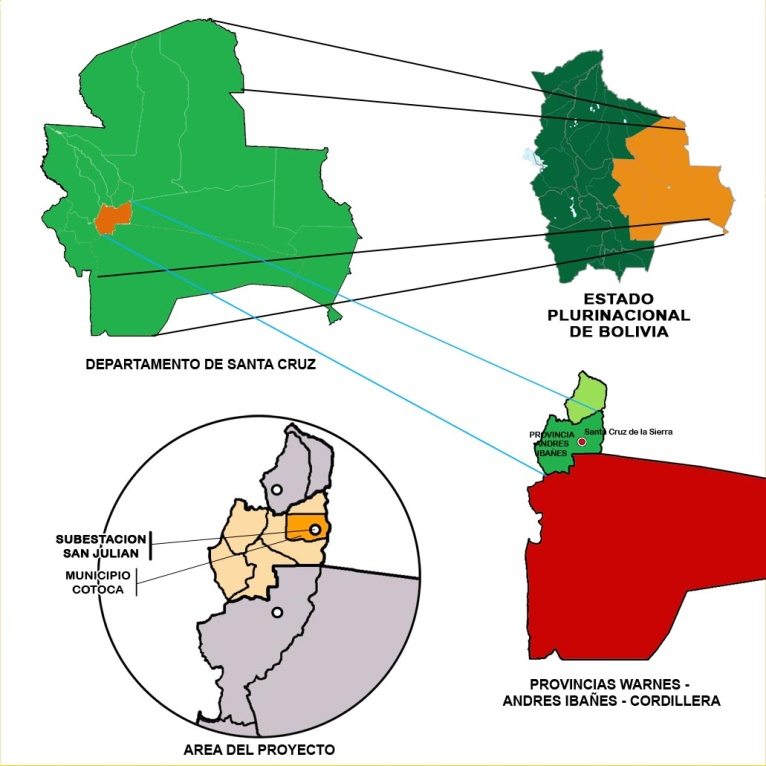 ESTADO
PLURINACIONAL
DE BOLIVIA
DEPARTAMENTO DE SANTA CRUZ
Santa Cruz de la Sierra
PROVINCIA
ANDRES
IBAÑES
SUBESTACION
SAN JULIAN
MUNICIPIO
COTOCA
PROVINCIAS WARNES -
ANDRES IBAÑES - CORDILLERA
AREA DEL PROYECTO